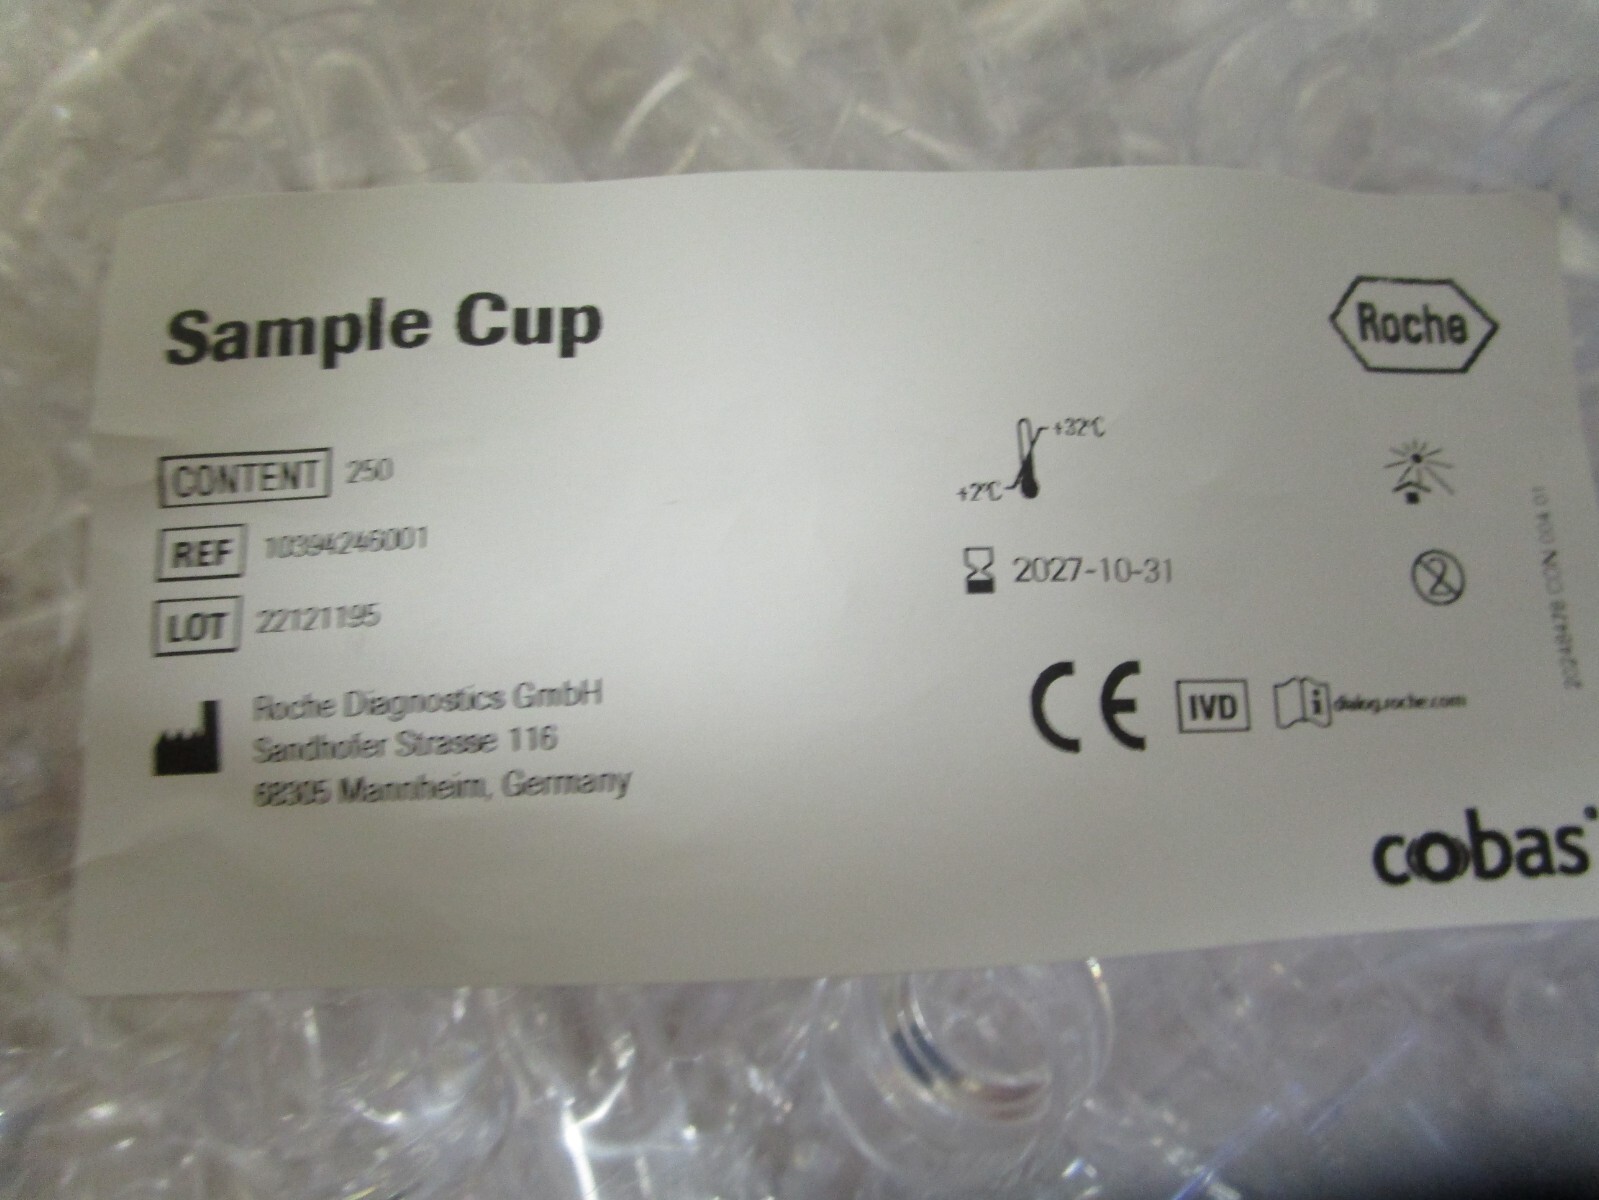 Sample Cup
Roche
CONTENT 250
REF 10394246001
LOT 22121195
+32°C
+2°C
2027-10-31
Roche Diagnostics GmbH
Sandhofer Strasse 116
68305 Mannheim, Germany
CE IVD i dialog.roche.com
cobas®